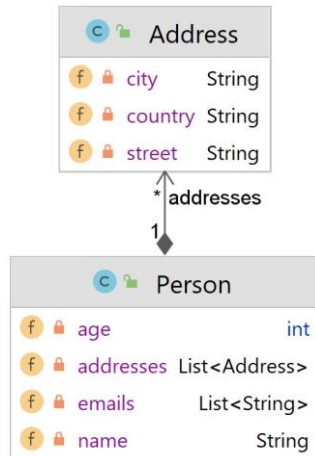 C Address
f city String
f country String
f street String
* addresses
1
C Person
f age int
f addresses List<Address>
f emails List<String>
f name String